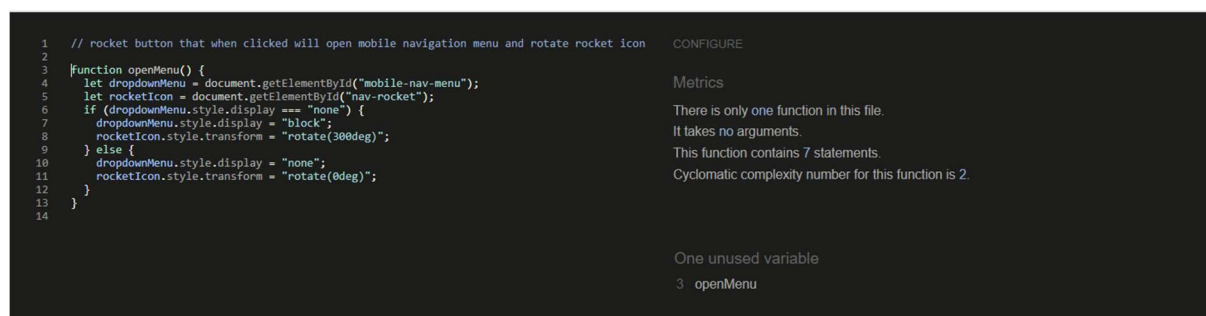 1 // rocket button that when clicked will open mobile navigation menu and rotate rocket icon
2
3 function openMenu() {
4   let dropdownMenu = document.getElementById("mobile-nav-menu");
5   let rocketIcon = document.getElementById("nav-rocket");
6   if (dropdownMenu.style.display === "none") {
7     dropdownMenu.style.display = "block";
8     rocketIcon.style.transform = "rotate(300deg)";
9   } else {
10     dropdownMenu.style.display = "none";
11     rocketIcon.style.transform = "rotate(0deg)";
12   }
13 }
14
CONFIGURE
Metrics
There is only one function in this file.
It takes no arguments.
This function contains 7 statements.
Cyclomatic complexity number for this function is 2.
One unused variable
3 openMenu